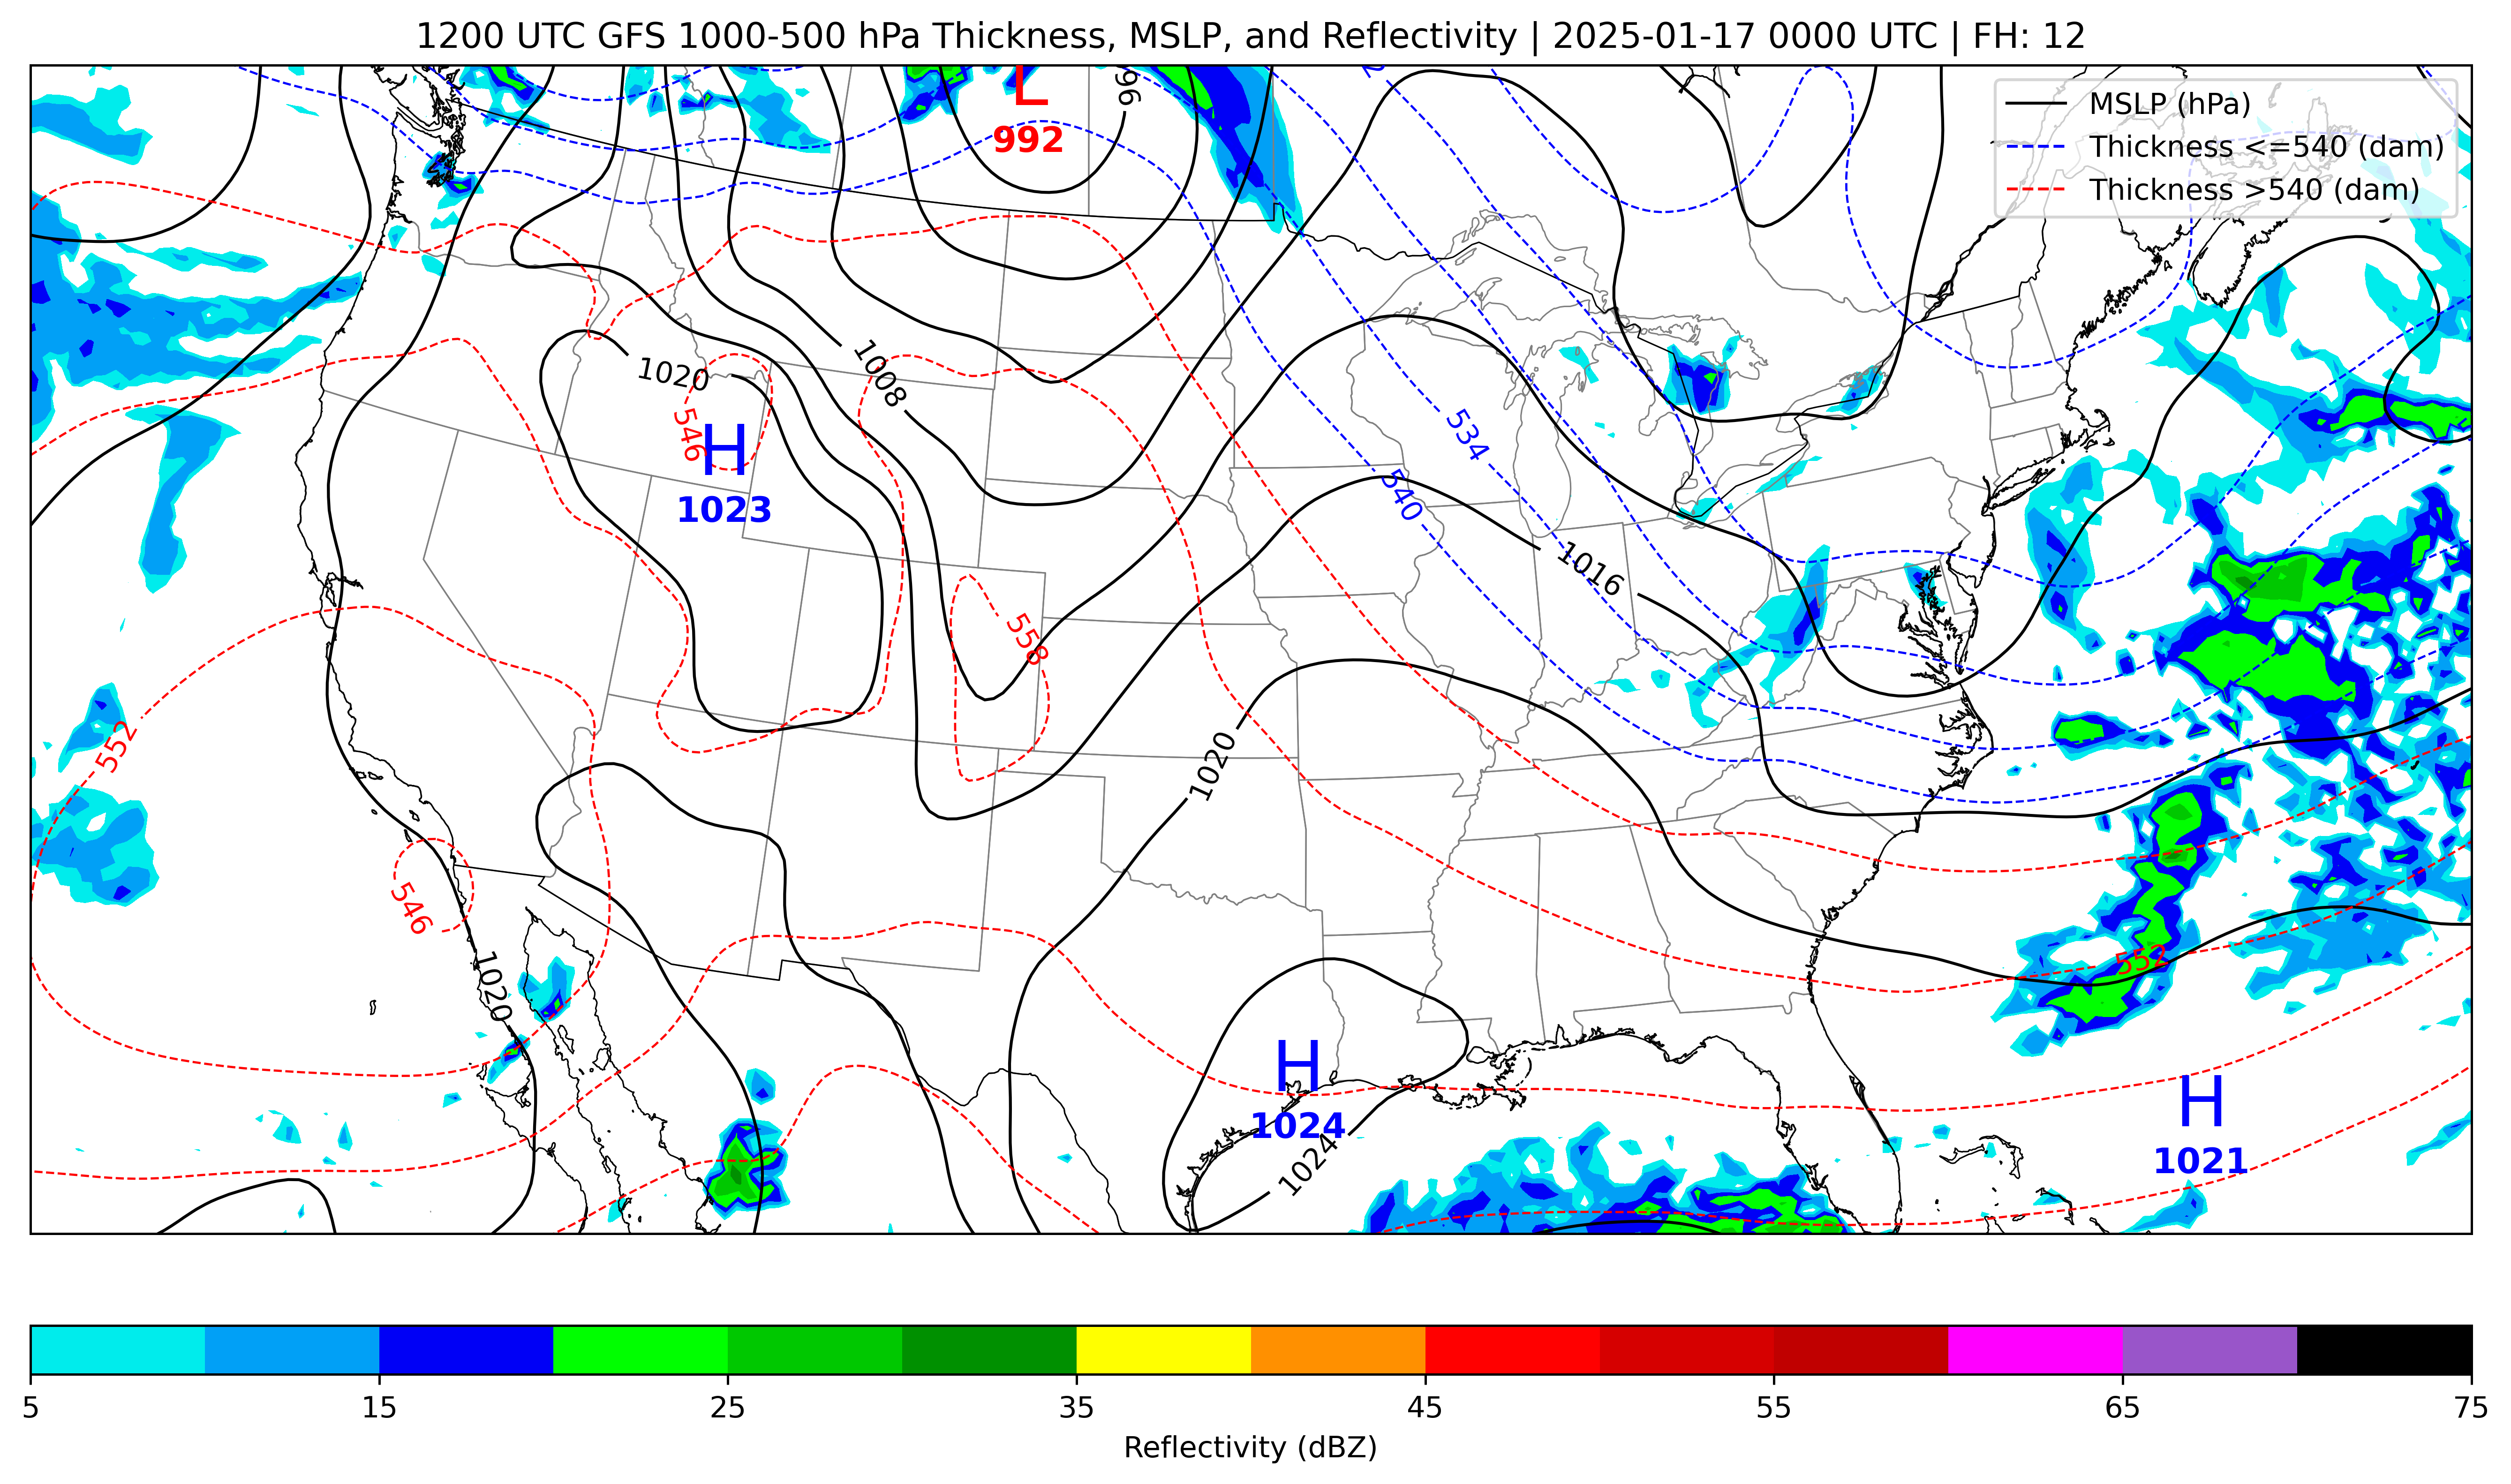 1200 UTC GFS 1000-500 hPa Thickness, MSLP, and Reflectivity | 2025-01-17 0000 UTC | FH: 12
MSLP (hPa)
Thickness <=540 (dam)
Thickness >540 (dam)
L
992
1020
1008
546
H
1023
534
540
1016
558
552
1020
546
1020
552
H
1024
1024
H
1021
5 15 25 35 45 55 65 75
Reflectivity (dBZ)